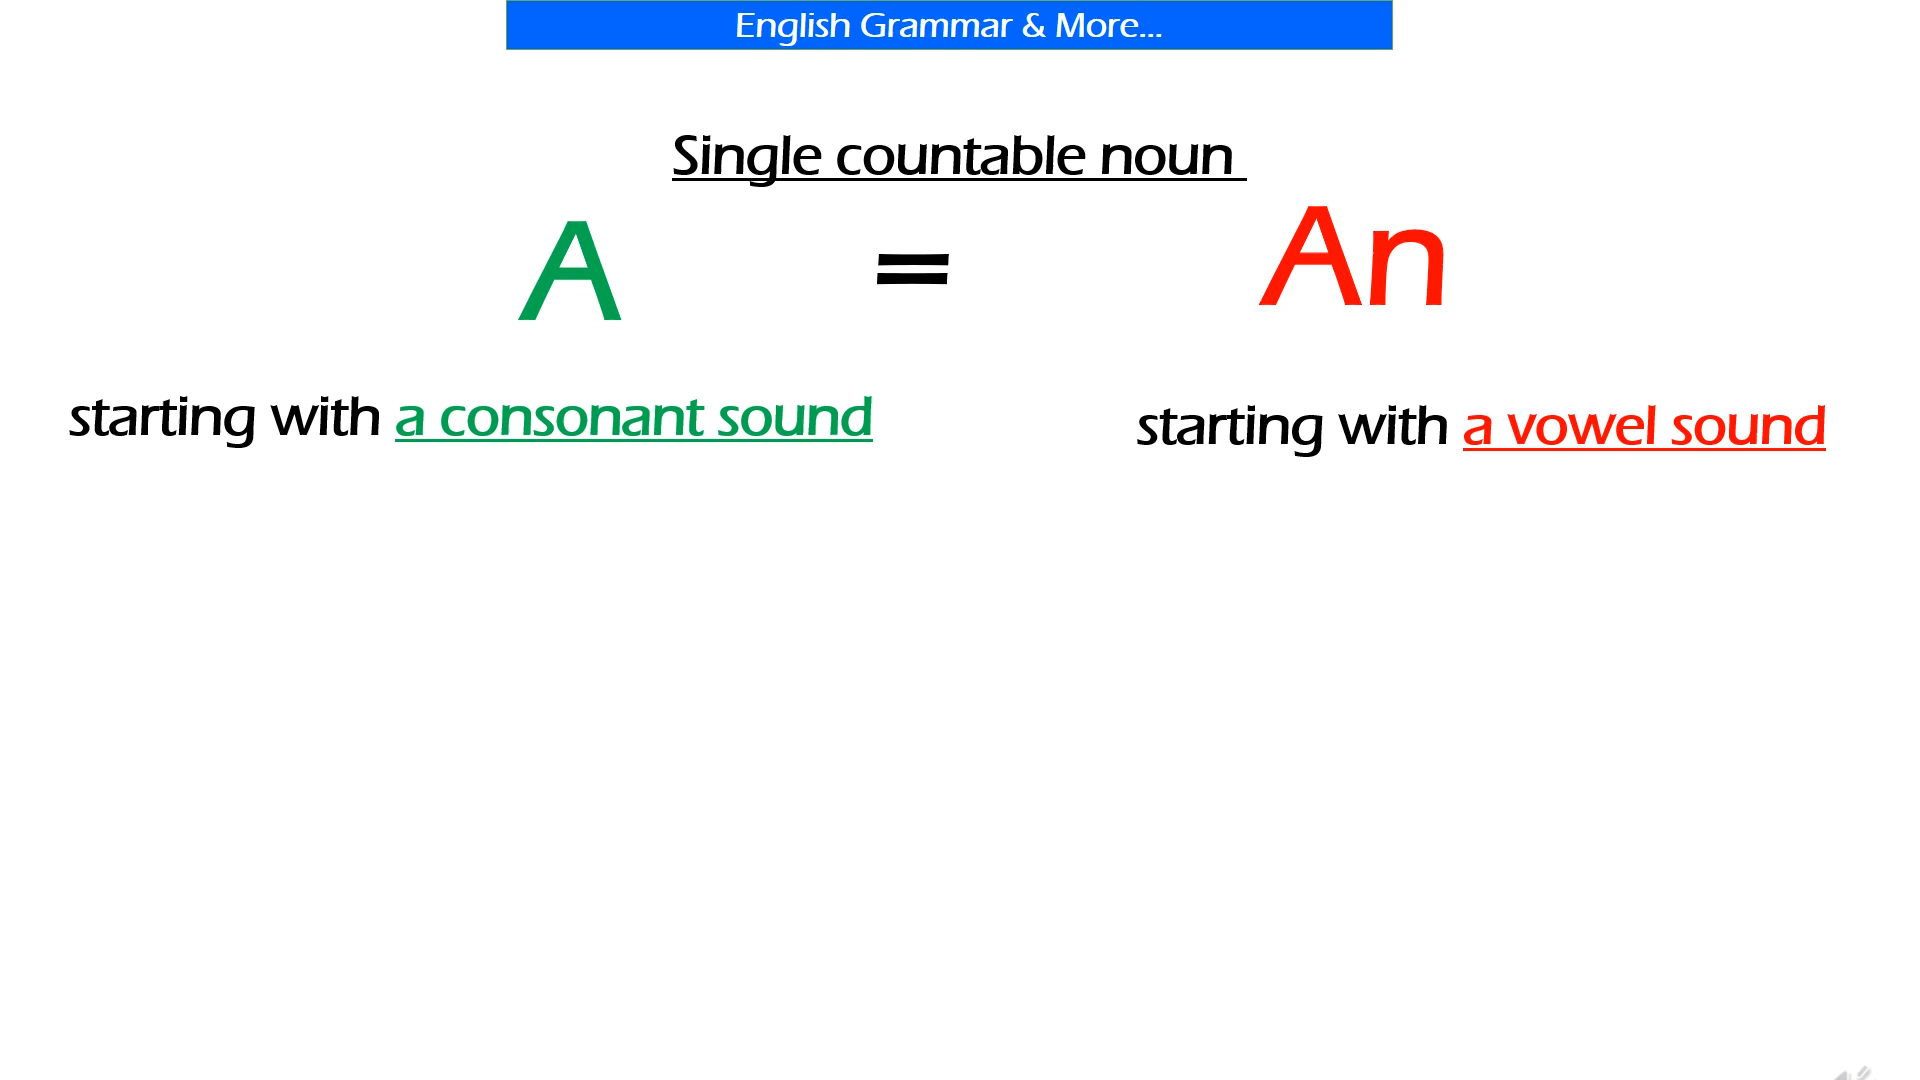 English Grammar & More...
Single countable noun
A = An
starting with a consonant sound
starting with a vowel sound